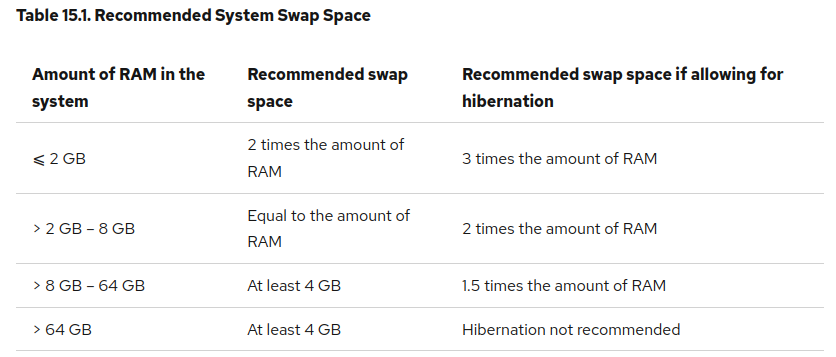 Table 15.1. Recommended System Swap Space
Amount of RAM in the
system
Recommended swap
space
Recommended swap space if allowing for
hibernation
⩽ 2 GB
2 times the amount of
RAM
3 times the amount of RAM
> 2 GB – 8 GB
Equal to the amount of
RAM
2 times the amount of RAM
> 8 GB – 64 GB
At least 4 GB
1.5 times the amount of RAM
> 64 GB
At least 4 GB
Hibernation not recommended